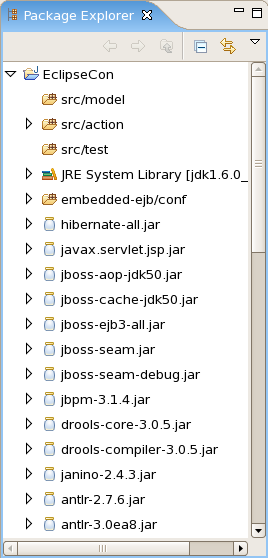 Package Explorer
EclipseCon
src/model
src/action
src/test
JRE System Library [jdk1.6.0_
embedded-ejb/conf
hibernate-all.jar
javax.servlet.jsp.jar
jboss-aop-jdk50.jar
jboss-cache-jdk50.jar
jboss-ejb3-all.jar
jboss-seam.jar
jboss-seam-debug.jar
jbpm-3.1.4.jar
drools-core-3.0.5.jar
drools-compiler-3.0.5.jar
janino-2.4.3.jar
antlr-2.7.6.jar
antlr-3.0ea8.jar